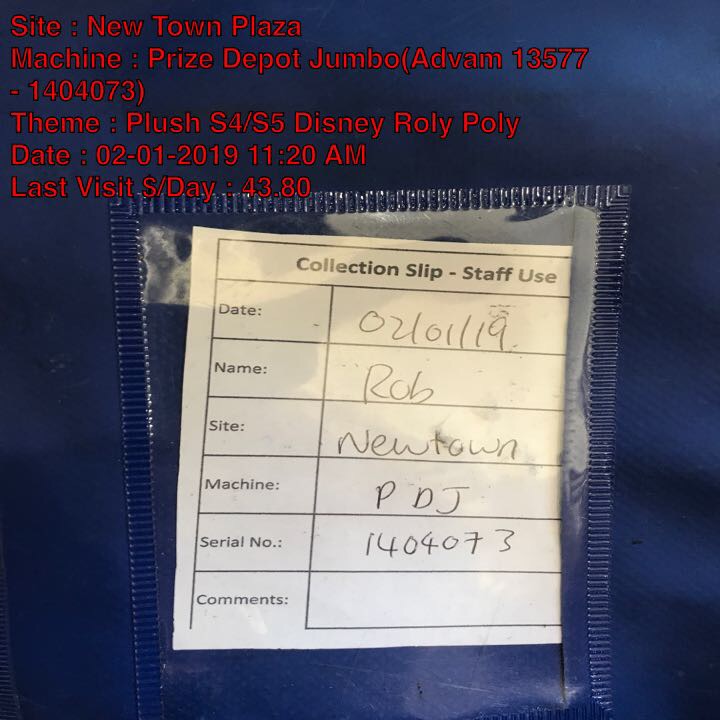 Site : New Town Plaza
Machine : Prize Depot Jumbo(Advam 13577
- 1404073)
Theme : Plush S4/S5 Disney Roly Poly
Date : 02-01-2019 11:20 AM
Last Visit $/Day : 43.80
Collection Slip - Staff Use
Date: 02/01/19
Name: Rob
Site: Newtown
Machine: P D J
Serial No.: 1404073
Comments: